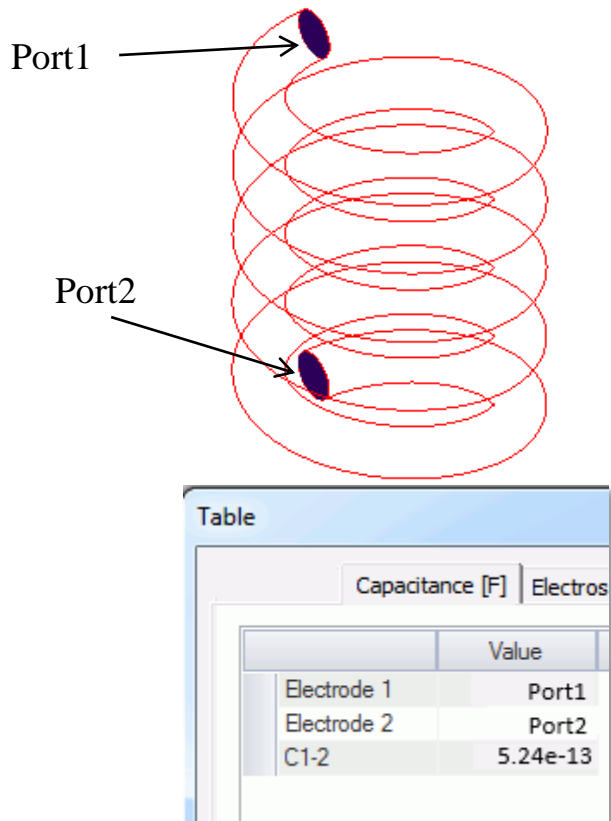 Port1
Port2
Table
Capacitance [F] Electros
Value
Electrode 1 Port1
Electrode 2 Port2
C1-2 5.24e-13